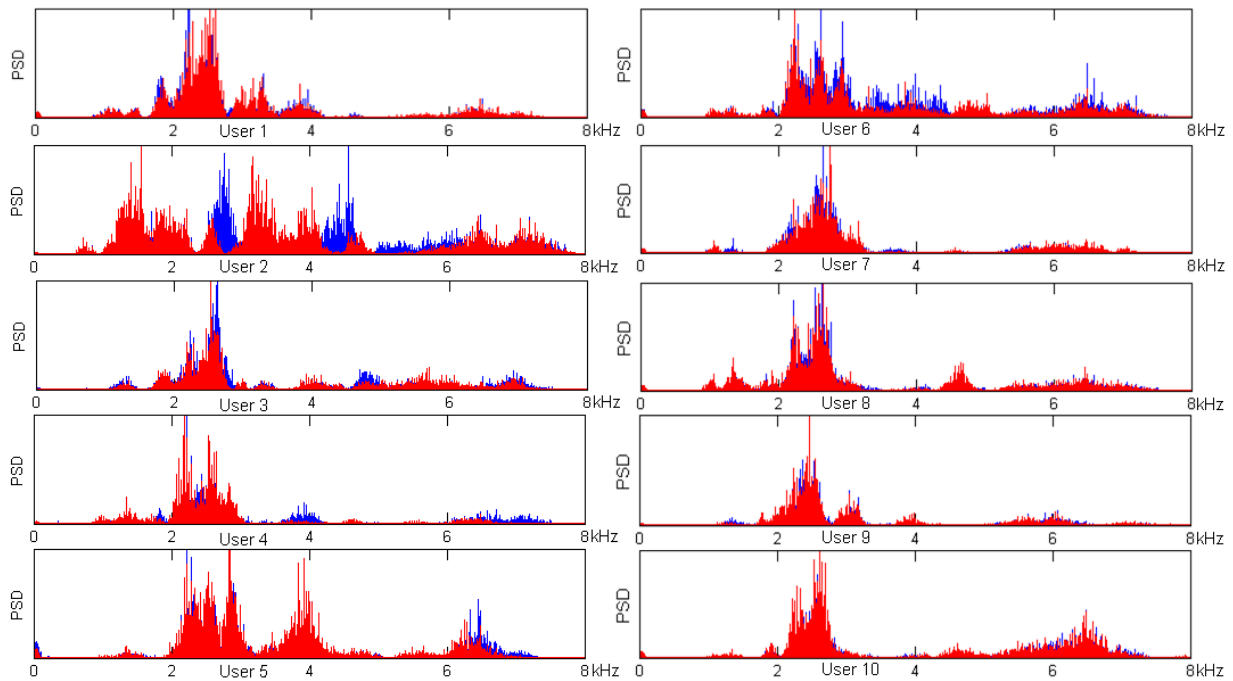 PSD
0 2 4 6 8kHz
User 1
PSD
0 2 4 6 8kHz
User 2
PSD
0 2 4 6 8kHz
User 3
PSD
0 2 4 6 8kHz
User 4
PSD
0 2 4 6 8kHz
User 5
PSD
0 2 4 6 8kHz
User 6
PSD
0 2 4 6 8kHz
User 7
PSD
0 2 4 6 8kHz
User 8
PSD
0 2 4 6 8kHz
User 9
PSD
0 2 4 6 8kHz
User 10